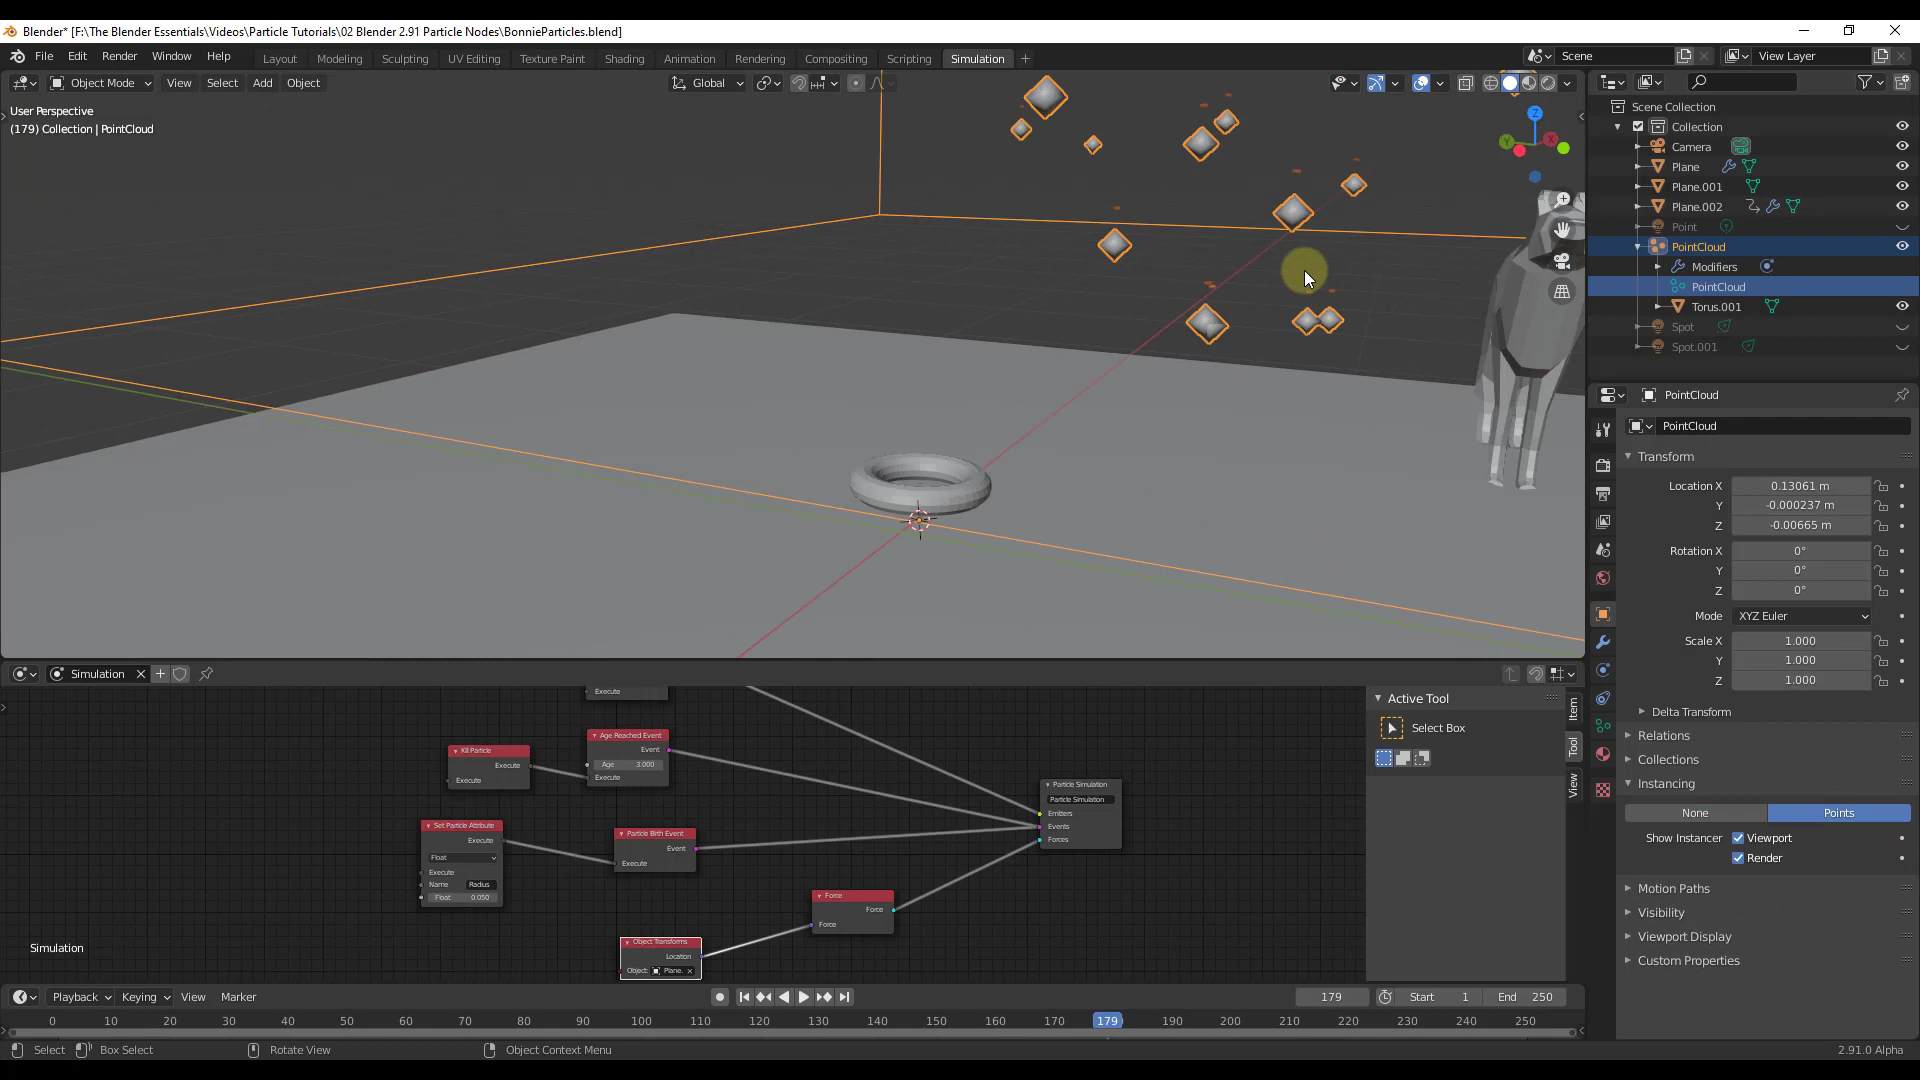 Blender* [F:\The Blender Essentials\Videos\Particle Tutorials\02 Blender 2.91 Particle Nodes\BonnieParticles.blend]
File Edit Render Window Help Layout Modeling Sculpting UV Editing Texture Paint Shading Animation Rendering Compositing Scripting Simulation + Scene View Layer
Object Mode View Select Add Object Global
User Perspective
(179) Collection | PointCloud
Z
Y
X
Scene Collection
Collection
Camera
Plane
Plane.001
Plane.002
Point
PointCloud
Modifiers
PointCloud
Torus.001
Spot
Spot.001
PointCloud
PointCloud
Transform
Location X 0.13061 m
Y -0.000237 m
Z -0.00665 m
Rotation X 0°
Y 0°
Z 0°
Mode XYZ Euler
Scale X 1.000
Y 1.000
Z 1.000
Delta Transform
Relations
Collections
Instancing
None Points
Show Instancer Viewport
Render
Motion Paths
Visibility
Viewport Display
Custom Properties
Simulation
Execute
Age Reached Event
Event
Age 3.000
Execute
Kill Particle
Execute
Execute
Set Particle Attribute
Execute
Float
Execute
Name Radius
Float 0.050
Particle Birth Event
Event
Execute
Force
Force
Force
Object Transforms
Location
Object: Plane.
Particle Simulation
Particle Simulation
Emitters
Events
Forces
Active Tool
Select Box
Item
Tool
View
Simulation
Playback Keying View Marker 179 Start 1 End 250
0 10 20 30 40 50 60 70 80 90 100 110 120 130 140 150 160 170 179 190 200 210 220 230 240 250
Select Box Select Rotate View Object Context Menu 2.91.0 Alpha